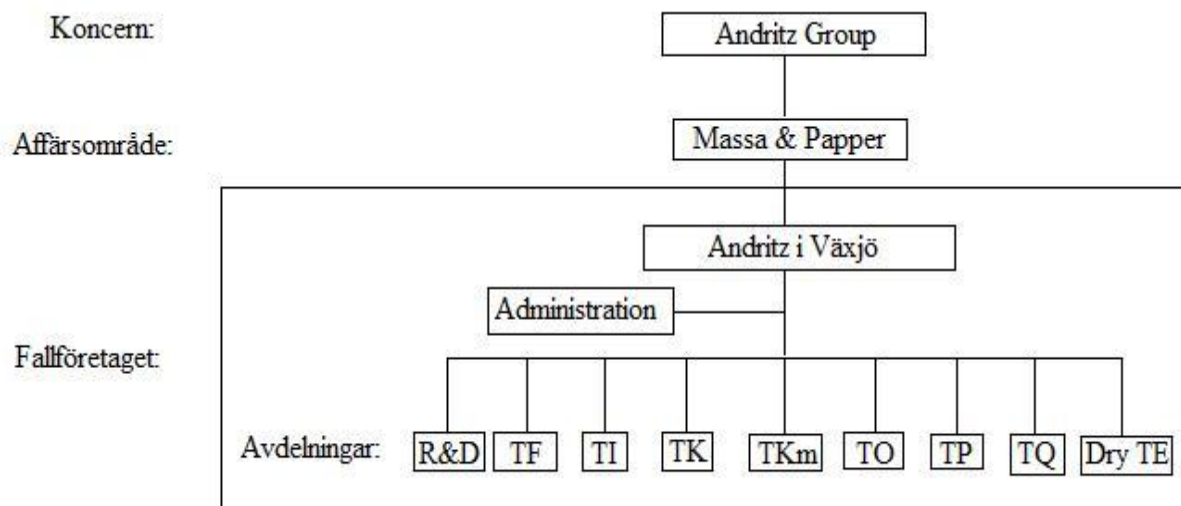 Koncern: Andritz Group
Affärsområde: Massa & Papper
Andritz i Växjö
Administration
Fallföretaget:
Avdelningar: R&D TF TI TK TKm TO TP TQ Dry TE